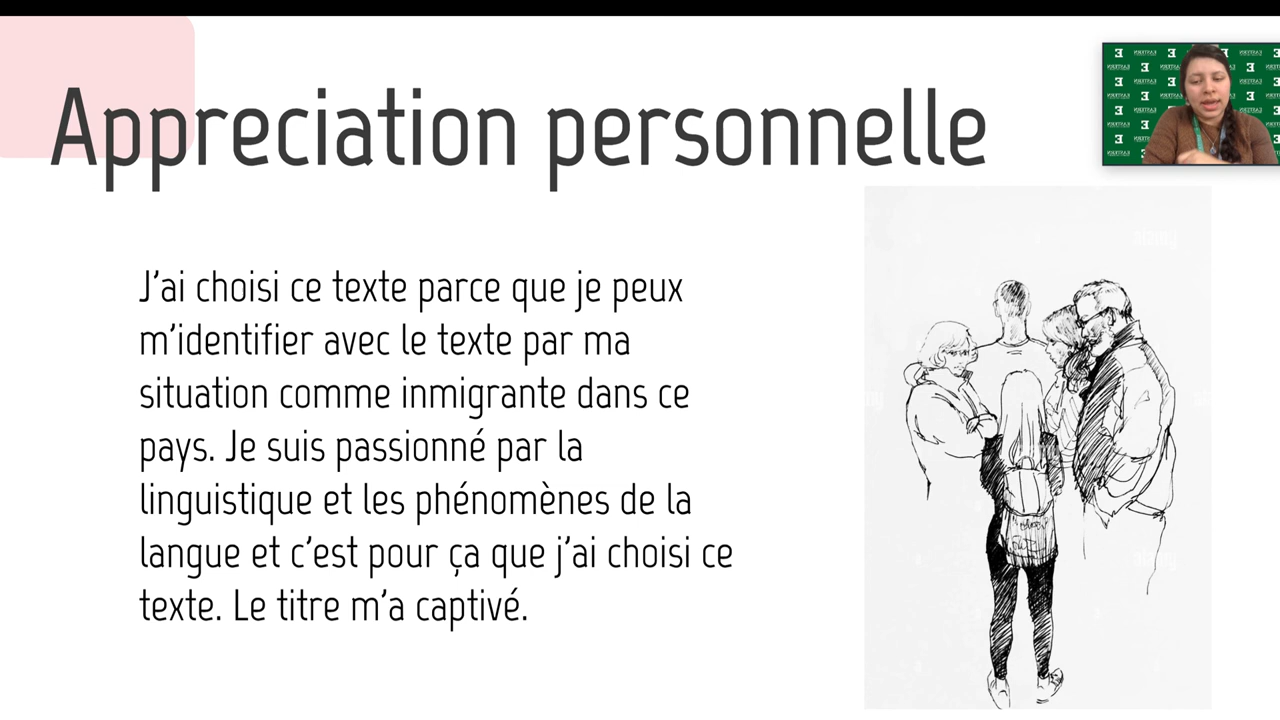 Appreciation personnelle
J'ai choisi ce texte parce que je peux
m'identifier avec le texte par ma
situation comme inmigrante dans ce
pays. Je suis passionné par la
linguistique et les phénomènes de la
langue et c'est pour ça que j'ai choisi ce
texte. Le titre m'a captivé.